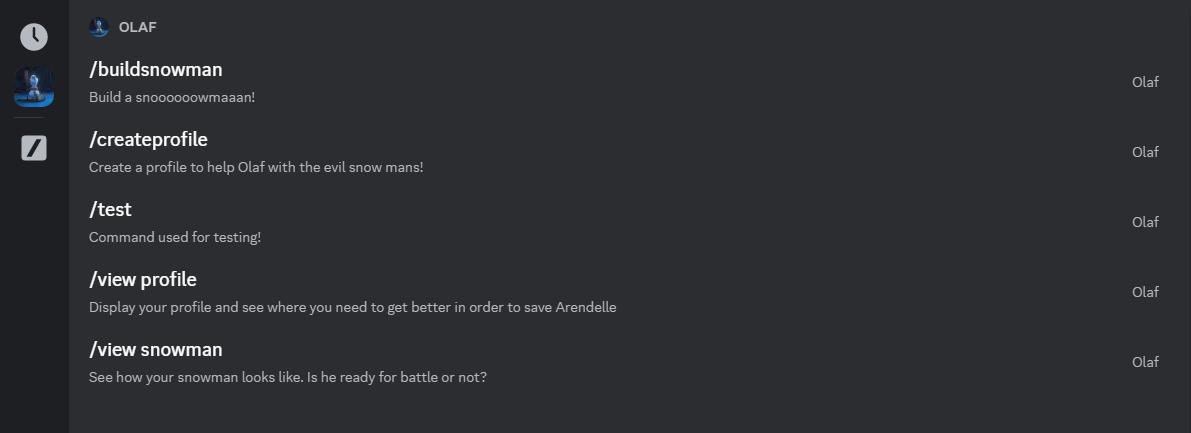 OLAF
/buildsnowman
Build a snoooooowmaaan!
Olaf
/createprofile
Create a profile to help Olaf with the evil snow mans!
Olaf
/test
Command used for testing!
Olaf
/view profile
Display your profile and see where you need to get better in order to save Arendelle
Olaf
/view snowman
See how your snowman looks like. Is he ready for battle or not?
Olaf